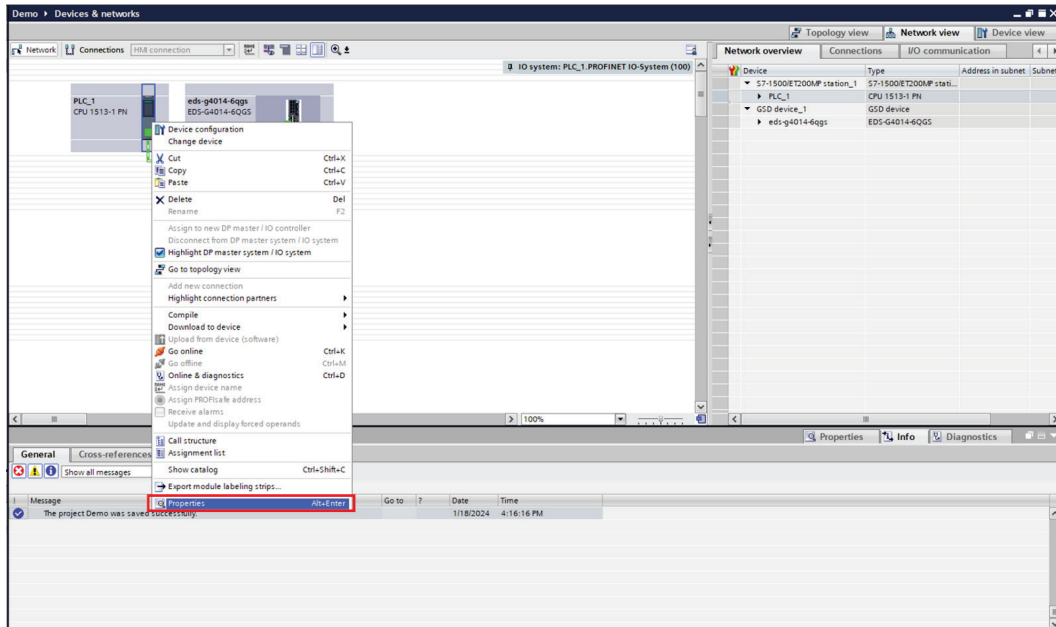 Demo ▸ Devices & networks
Topology view Network view Device view
Network Connections HMI connection
Network overview Connections I/O communication
IO system: PLC_1.PROFINET IO-System (100)
Device Type Address in subnet Subnet
S7-1500/ET200MP station_1 S7-1500/ET200MP stati...
PLC_1 CPU 1513-1 PN
GSD device_1 GSD device
eds-g4014-6qgs EDS-G4014-6QGS
PLC_1
CPU 1513-1 PN
eds-g4014-6qgs
EDS-G4014-6QGS
Device configuration
Change device
Cut Ctrl+X
Copy Ctrl+C
Paste Ctrl+V
Delete Del
Rename F2
Assign to new DP master / IO controller
Disconnect from DP master system / IO system
Highlight DP master system / IO system
Go to topology view
Add new connection
Highlight connection partners
Compile
Download to device
Upload from device (software)
Go online Ctrl+K
Go offline Ctrl+M
Online & diagnostics Ctrl+D
Assign device name
Assign PROFIsafe address
Receive alarms
Update and display forced operands
Call structure
Assignment list
Show catalog Ctrl+Shift+C
Export module labeling strips...
Properties Alt+Enter
100%
Properties Info Diagnostics
General Cross-references
Show all messages
! Message Go to ? Date Time
The project Demo was saved successfully. 1/18/2024 4:16:16 PM